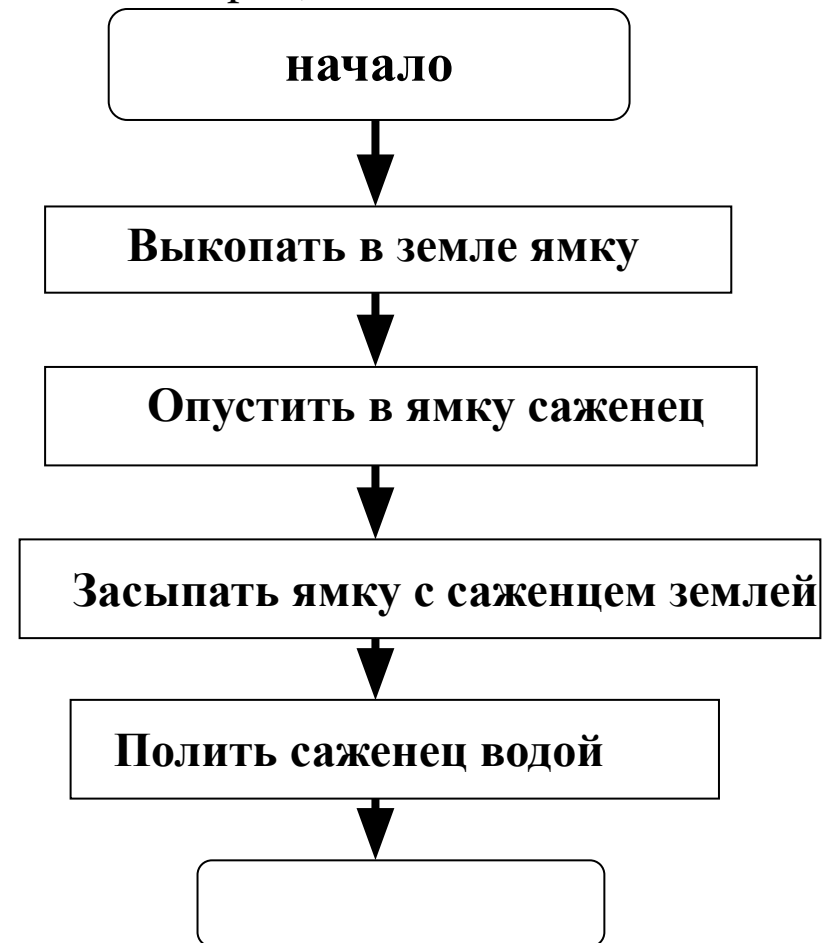 начало
Выкопать в земле ямку
Опустить в ямку саженец
Засыпать ямку с саженцем землей
Полить саженец водой